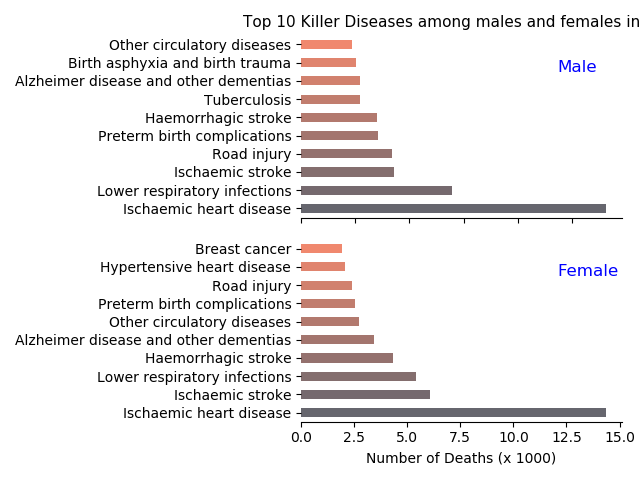 Top 10 Killer Diseases among males and females in
Other circulatory diseases
Birth asphyxia and birth trauma
Male
Alzheimer disease and other dementias
Tuberculosis
Haemorrhagic stroke
Preterm birth complications
Road injury
Ischaemic stroke
Lower respiratory infections
Ischaemic heart disease
Breast cancer
Hypertensive heart disease
Female
Road injury
Preterm birth complications
Other circulatory diseases
Alzheimer disease and other dementias
Haemorrhagic stroke
Lower respiratory infections
Ischaemic stroke
Ischaemic heart disease
0.0 2.5 5.0 7.5 10.0 12.5 15.0
Number of Deaths (x 1000)